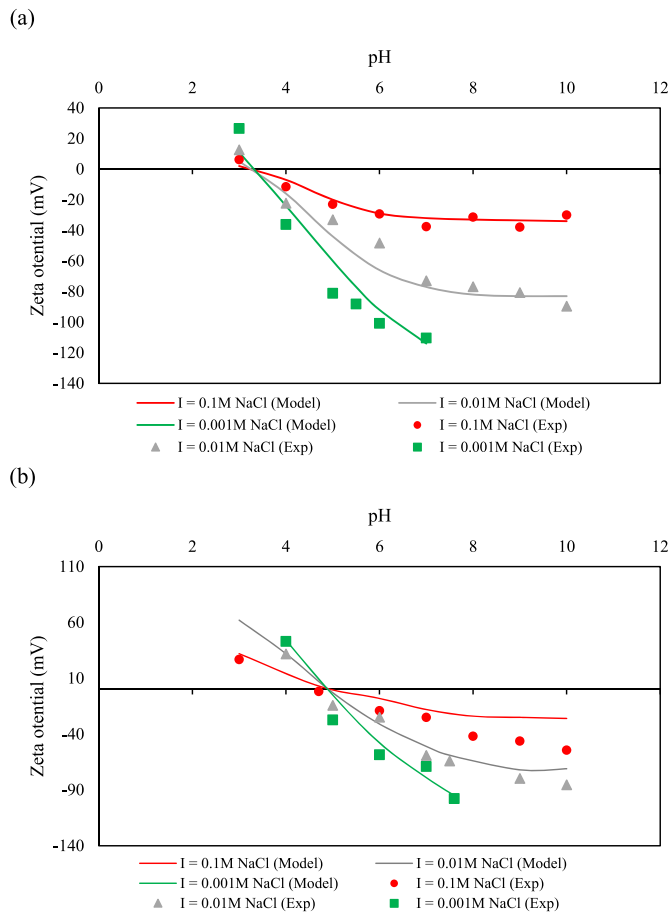 (a)
pH
0 2 4 6 8 10 12
40
20
0
-20
-40
-60
-80
-100
-120
-140
Zeta otential (mV)
I = 0.1M NaCl (Model) I = 0.01M NaCl (Model)
I = 0.001M NaCl (Model) I = 0.1M NaCl (Exp)
I = 0.01M NaCl (Exp) I = 0.001M NaCl (Exp)
(b)
pH
0 2 4 6 8 10 12
110
60
10
-40
-90
-140
Zeta otential (mV)
I = 0.1M NaCl (Model) I = 0.01M NaCl (Model)
I = 0.001M NaCl (Model) I = 0.1M NaCl (Exp)
I = 0.01M NaCl (Exp) I = 0.001M NaCl (Exp)